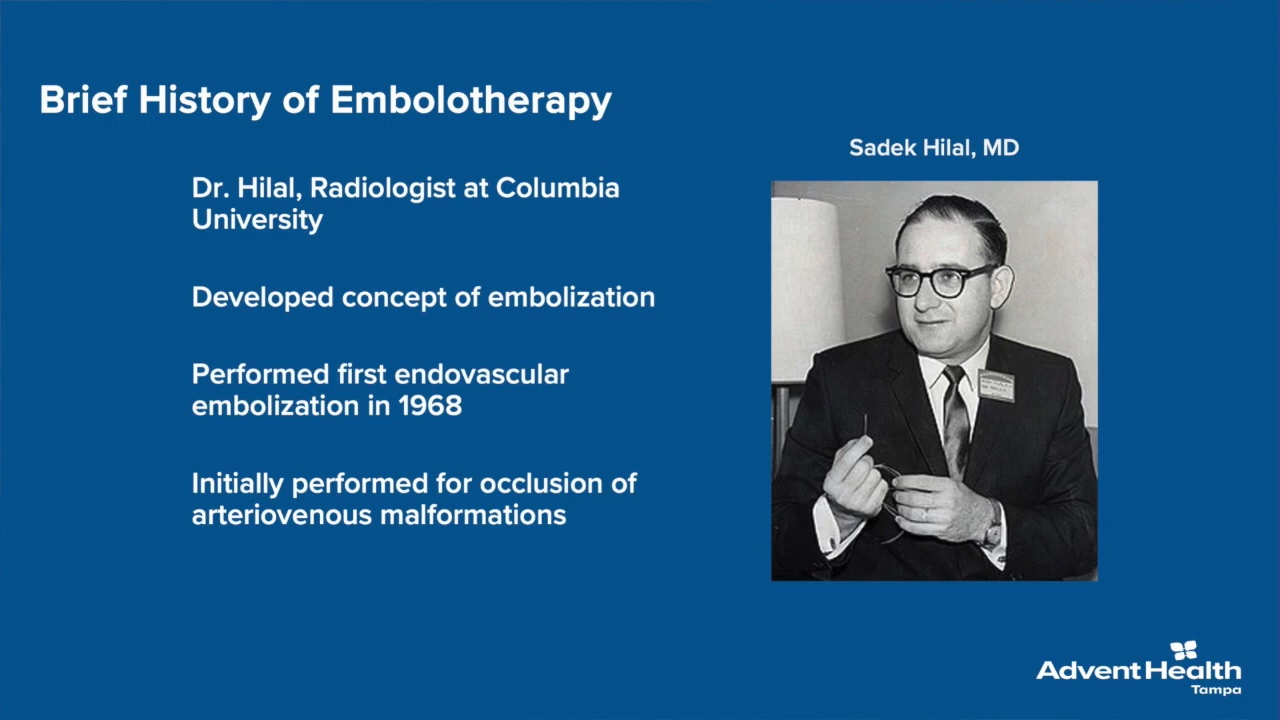 Brief History of Embolotherapy
Sadek Hilal, MD
Dr. Hilal, Radiologist at Columbia
University
Developed concept of embolization
Performed first endovascular
embolization in 1968
Initially performed for occlusion of
arteriovenous malformations
AdventHealth
Tampa